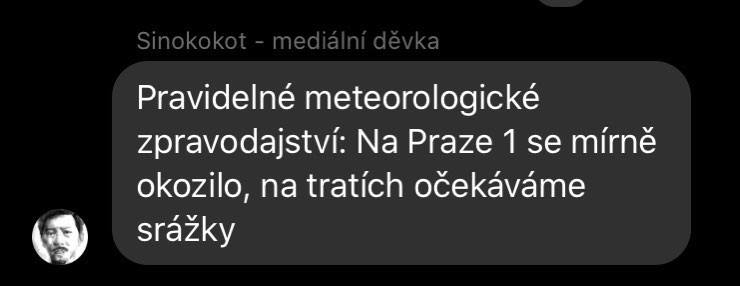 Sinokokot - mediální děvka
Pravidelné meteorologické
zpravodajství: Na Praze 1 se mírně
okozilo, na tratích očekáváme
srážky